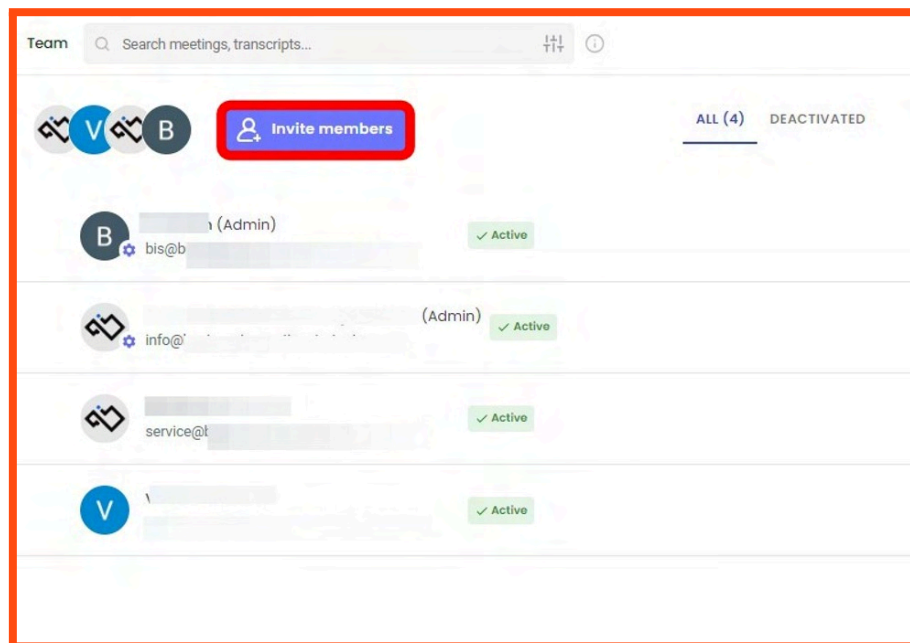 Team
Search meetings, transcripts...
V B
Invite members
ALL (4) DEACTIVATED
B
(Admin)
Active
bis@b
(Admin)
Active
info@
Active
service@
V
Active